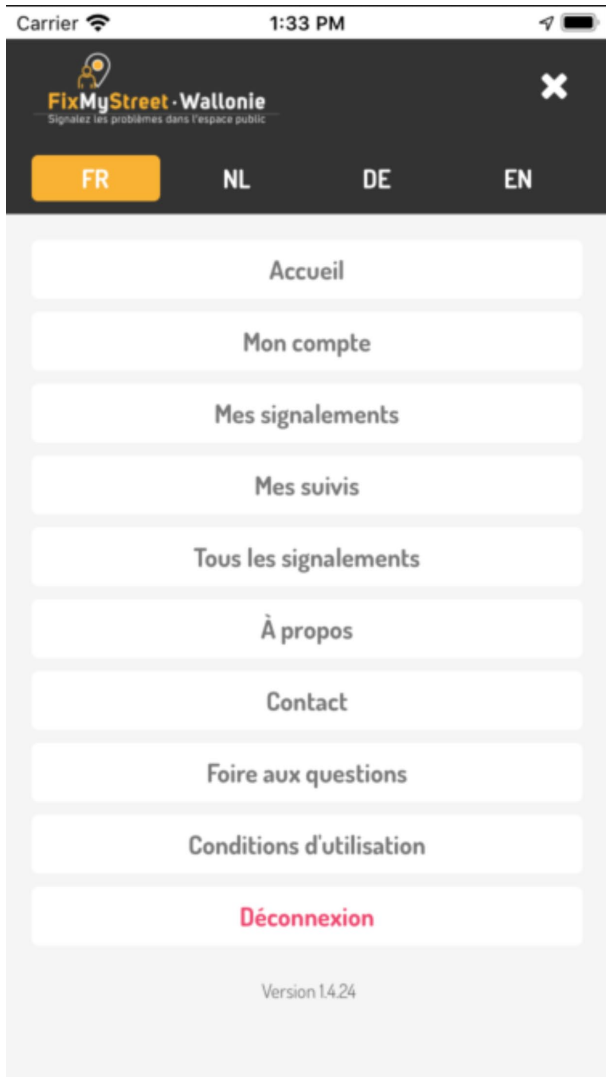 Carrier
1:33 PM
FixMyStreet · Wallonie
Signalez les problèmes dans l'espace public
FR NL DE EN
Accueil
Mon compte
Mes signalements
Mes suivis
Tous les signalements
À propos
Contact
Foire aux questions
Conditions d'utilisation
Déconnexion
Version 1.4.24